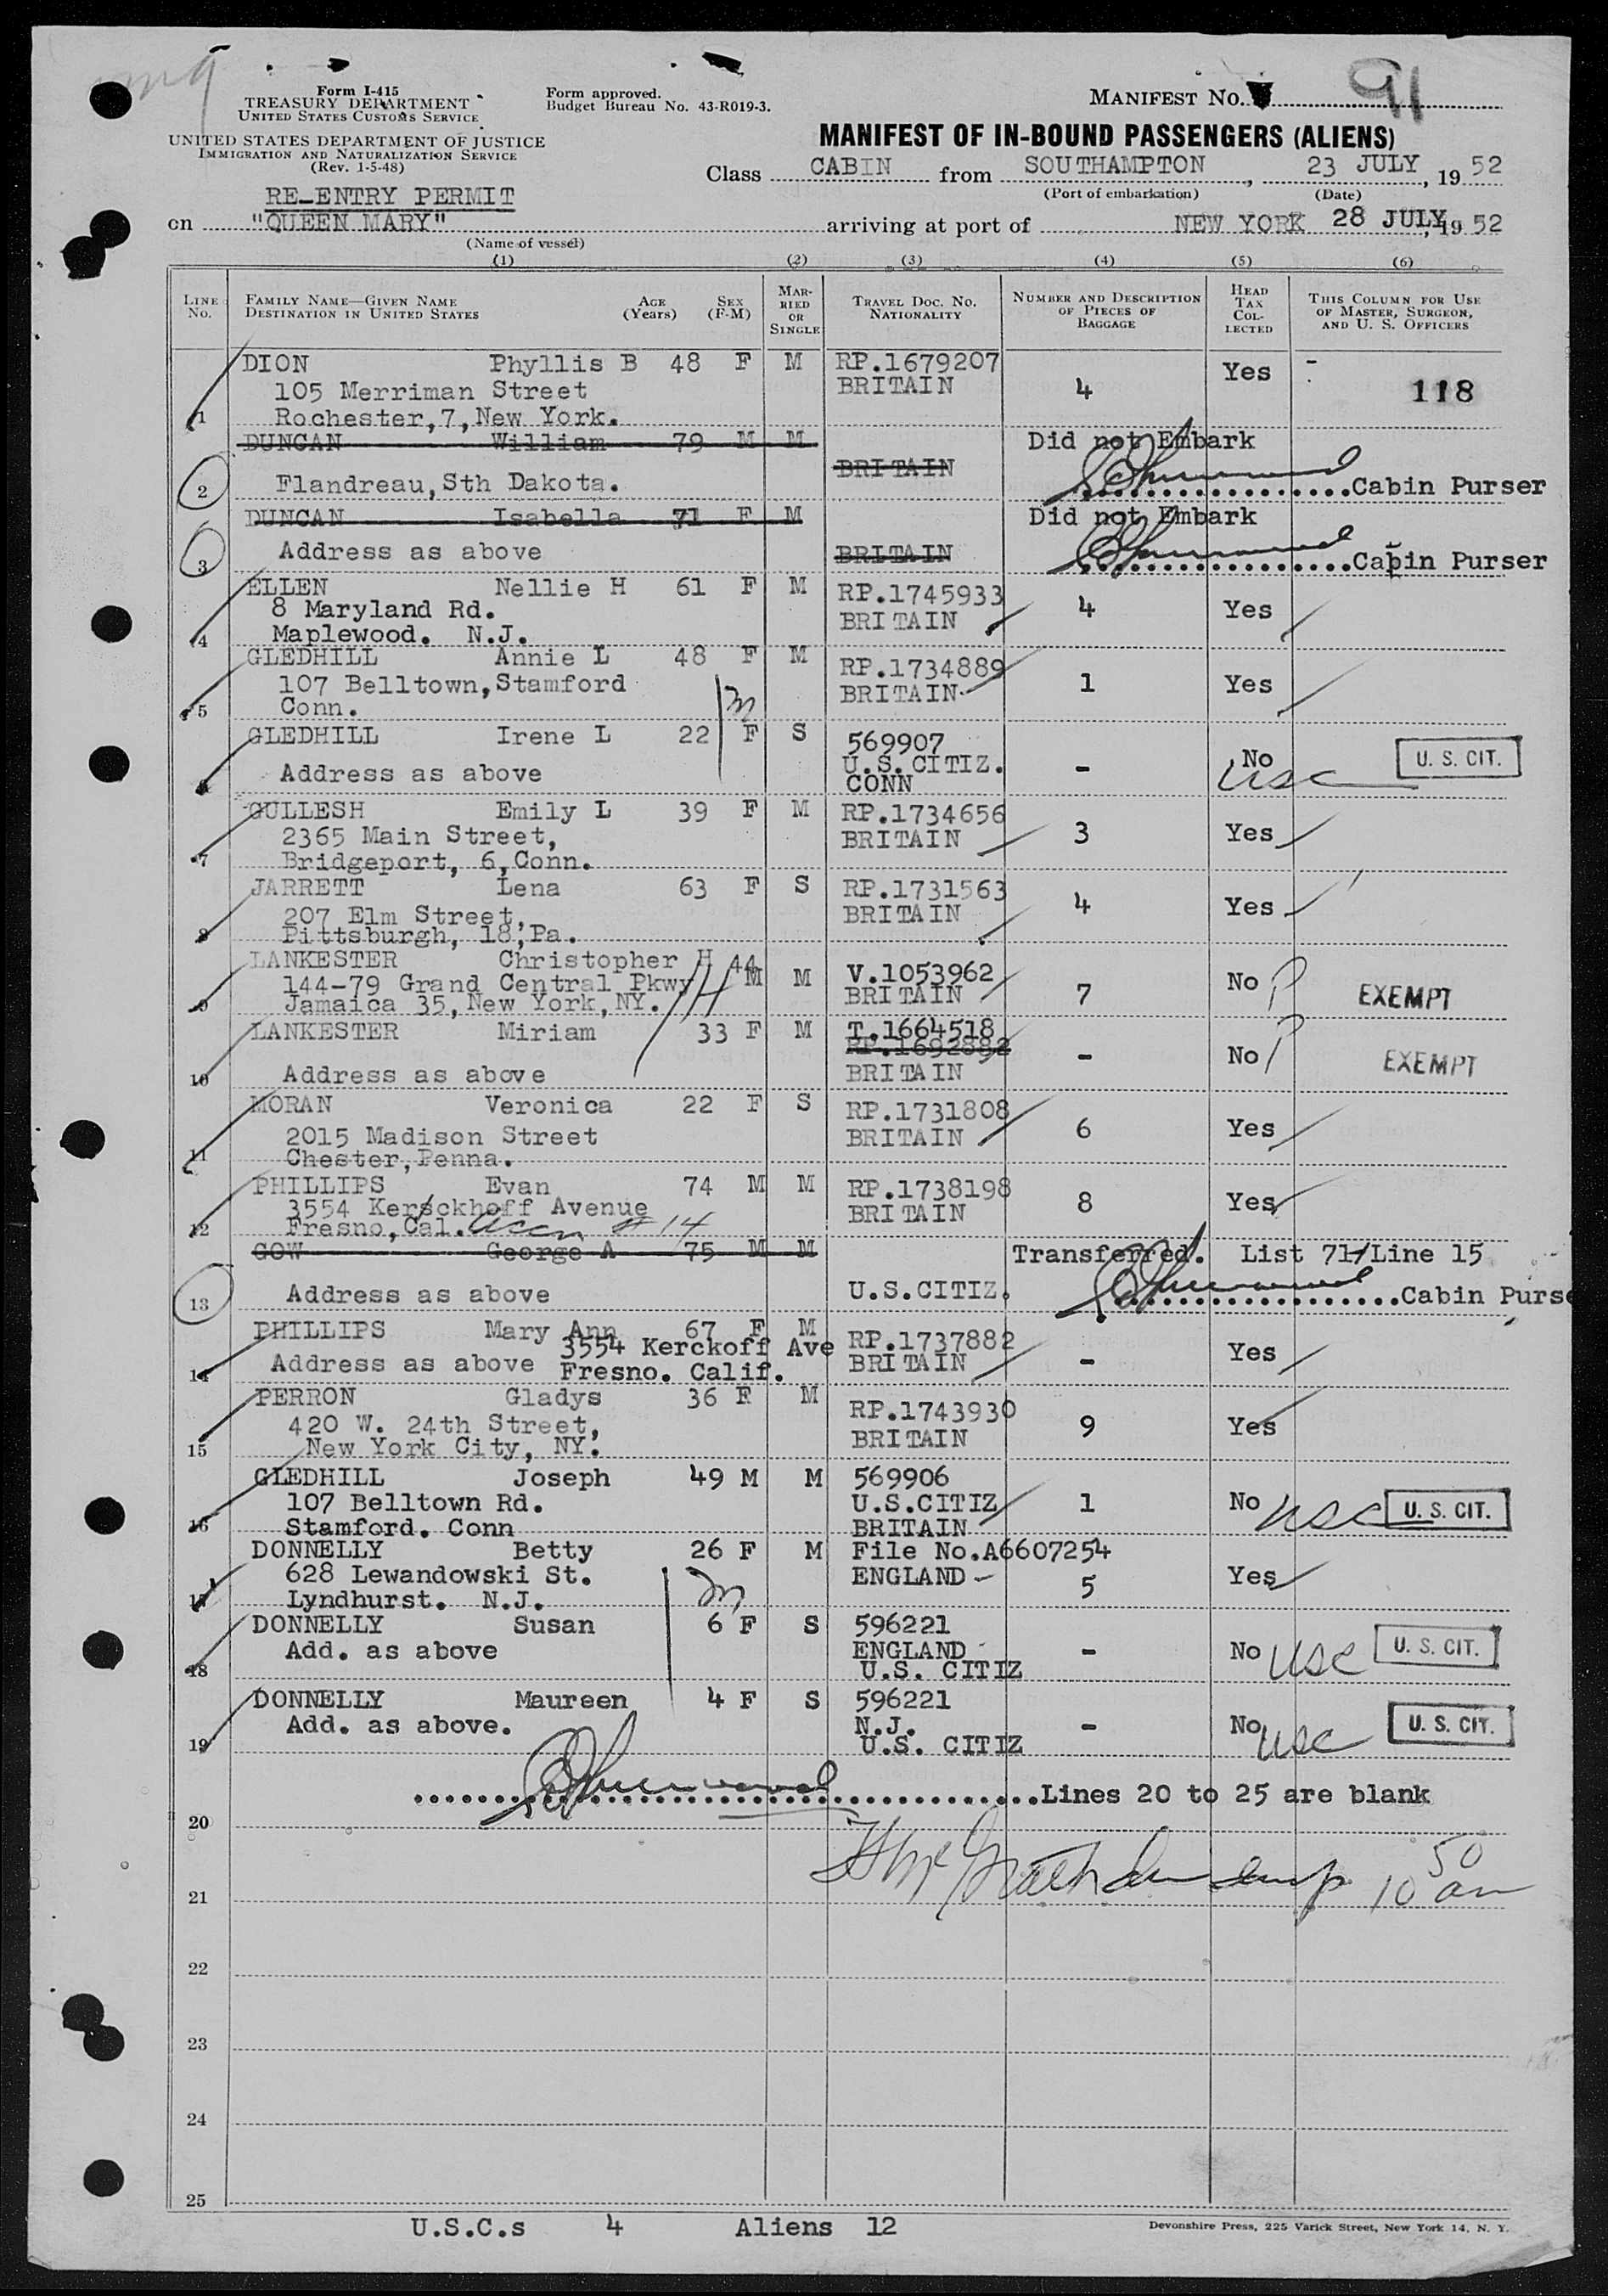 Form I-415
TREASURY DEPARTMENT
UNITED STATES CUSTOMS SERVICE
UNITED STATES DEPARTMENT OF JUSTICE
IMMIGRATION AND NATURALIZATION SERVICE
(Rev. 1-5-48)
Form approved.
Budget Bureau No. 43-R019-3.
MANIFEST No. 91
MANIFEST OF IN-BOUND PASSENGERS (ALIENS)
Class CABIN from SOUTHAMPTON, 23 JULY, 19 52
(Port of embarkation) (Date)
RE-ENTRY PERMIT
on "QUEEN MARY" arriving at port of NEW YORK 28 JULY, 19 52
(Name of vessel)
(1) (2) (3) (4) (5) (6)
LINE No. FAMILY NAME—GIVEN NAME DESTINATION IN UNITED STATES AGE (Years) SEX (F-M) MARRIED OR SINGLE TRAVEL DOC. NO. NATIONALITY NUMBER AND DESCRIPTION OF PIECES OF BAGGAGE HEAD TAX COLLECTED THIS COLUMN FOR USE OF MASTER, SURGEON, AND U. S. OFFICERS
DION Phyllis B 48 F M RP.1679207 Yes -
105 Merriman Street BRITAIN 4 118
1 Rochester,7,New York.
DUNCAN William 79 M M Did not Embark
BRITAIN
2 Flandreau,Sth Dakota. Cabin Purser
DUNCAN Isabella 71 F M Did not Embark
3 Address as above BRITAIN Cabin Purser
ELLEN Nellie H 61 F M RP.1745933
8 Maryland Rd. BRITAIN 4 Yes
4 Maplewood. N.J.
GLEDHILL Annie L 48 F M RP.1734889
107 Belltown,Stamford BRITAIN 1 Yes
5 Conn.
GLEDHILL Irene L 22 F S 569907
U.S.CITIZ. No U. S. CIT.
6 Address as above CONN - usc
GULLESH Emily L 39 F M RP.1734656
2365 Main Street, BRITAIN 3 Yes
7 Bridgeport, 6,Conn.
JARRETT Lena 63 F S RP.1731563
207 Elm Street, BRITAIN 4 Yes
8 Pittsburgh, 18,Pa.
LANKESTER Christopher H 44 M M V.1053962 No
144-79 Grand Central Pkwy BRITAIN 7 EXEMPT
9 Jamaica 35,New York,NY.
LANKESTER Miriam 33 F M T.1664518
RP.1692882 - No EXEMPT
10 Address as above BRITAIN
MORAN Veronica 22 F S RP.1731808
2015 Madison Street BRITAIN 6 Yes
11 Chester,Penna.
PHILLIPS Evan 74 M M RP.1738198
3554 Kersckhoff Avenue BRITAIN 8 Yes
12 Fresno,Cal. accn #14
GOW George A 75 M M Transferred. List 71 Line 15
13 Address as above U.S.CITIZ. Cabin Purse
PHILLIPS Mary Ann 67 F M RP.1737882
3554 Kerckoff Ave
14 Address as above Fresno. Calif. BRITAIN - Yes
PERRON Gladys 36 F M RP.1743930
420 W. 24th Street, BRITAIN 9 Yes
15 New York City, NY.
GLEDHILL Joseph 49 M M 569906
107 Belltown Rd. U.S.CITIZ 1 No usc U. S. CIT.
16 Stamford. Conn BRITAIN
DONNELLY Betty 26 F M File No.A6607254
628 Lewandowski St. ENGLAND 5 Yes
17 Lyndhurst. N.J.
DONNELLY Susan 6 F S 596221
Add. as above ENGLAND - No usc U. S. CIT.
18 U.S. CITIZ
DONNELLY Maureen 4 F S 596221
Add. as above. N.J. - No usc U. S. CIT.
19 U.S. CITIZ
Lines 20 to 25 are blank
20
21 10 50 am
22
23
24
25
U.S.C.s 4 Aliens 12
Devonshire Press, 225 Varick Street, New York 14, N. Y.